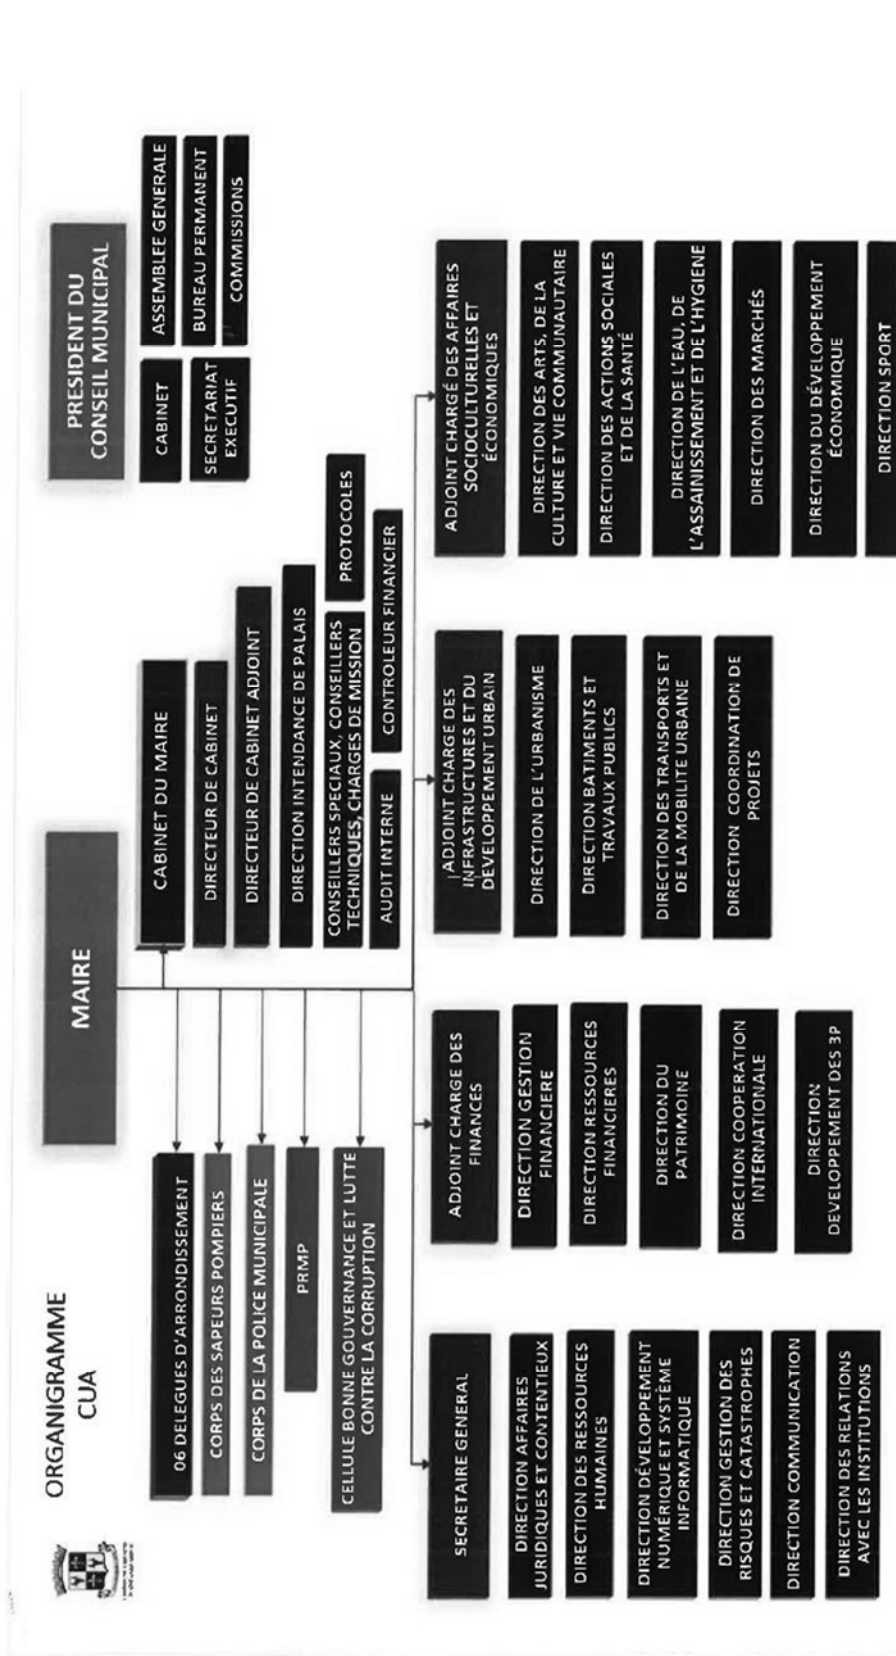 ORGANIGRAMME
CUA
MAIRE
PRESIDENT DU
CONSEIL MUNICIPAL
CABINET
SECRETARIAT
EXECUTIF
ASSEMBLEE GENERALE
BUREAU PERMANENT
COMMISSIONS
CABINET DU MAIRE
DIRECTEUR DE CABINET
DIRECTEUR DE CABINET ADJOINT
DIRECTION INTENDANCE DE PALAIS
CONSEILLERS SPECIAUX, CONSEILLERS
TECHNIQUES, CHARGES DE MISSION
PROTOCOLES
AUDIT INTERNE
CONTROLEUR FINANCIER
06 DELEGUES D'ARRONDISSEMENT
CORPS DES SAPEURS POMPIERS
CORPS DE LA POLICE MUNICIPALE
PRMP
CELLULE BONNE GOUVERNANCE ET LUTTE
CONTRE LA CORRUPTION
SECRETAIRE GENERAL
DIRECTION AFFAIRES
JURIDIQUES ET CONTENTIEUX
DIRECTION DES RESSOURCES
HUMAINES
DIRECTION DÉVELOPPEMENT
NUMÉRIQUE ET SYSTÈME
INFORMATIQUE
DIRECTION GESTION DES
RISQUES ET CATASTROPHES
DIRECTION COMMUNICATION
DIRECTION DES RELATIONS
AVEC LES INSTITUTIONS
ADJOINT CHARGE DES
FINANCES
DIRECTION GESTION
FINANCIERE
DIRECTION RESSOURCES
FINANCIERES
DIRECTION DU
PATRIMOINE
DIRECTION COOPERATION
INTERNATIONALE
DIRECTION
DEVELOPPEMENT DES 3P
ADJOINT CHARGE DES
INFRASTRUCTURES ET DU
DEVELOPPEMENT URBAIN
DIRECTION DE L'URBANISME
DIRECTION BATIMENTS ET
TRAVAUX PUBLICS
DIRECTION DES TRANSPORTS ET
DE LA MOBILITE URBAINE
DIRECTION COORDINATION DE
PROJETS
ADJOINT CHARGÉ DES AFFAIRES
SOCIOCULTURELLES ET
ÉCONOMIQUES
DIRECTION DES ARTS, DE LA
CULTURE ET VIE COMMUNAUTAIRE
DIRECTION DES ACTIONS SOCIALES
ET DE LA SANTÉ
DIRECTION DE L'EAU, DE
L'ASSAINISSEMENT ET DE L'HYGIENE
DIRECTION DES MARCHÉS
DIRECTION DU DÉVELOPPEMENT
ÉCONOMIQUE
DIRECTION SPORT